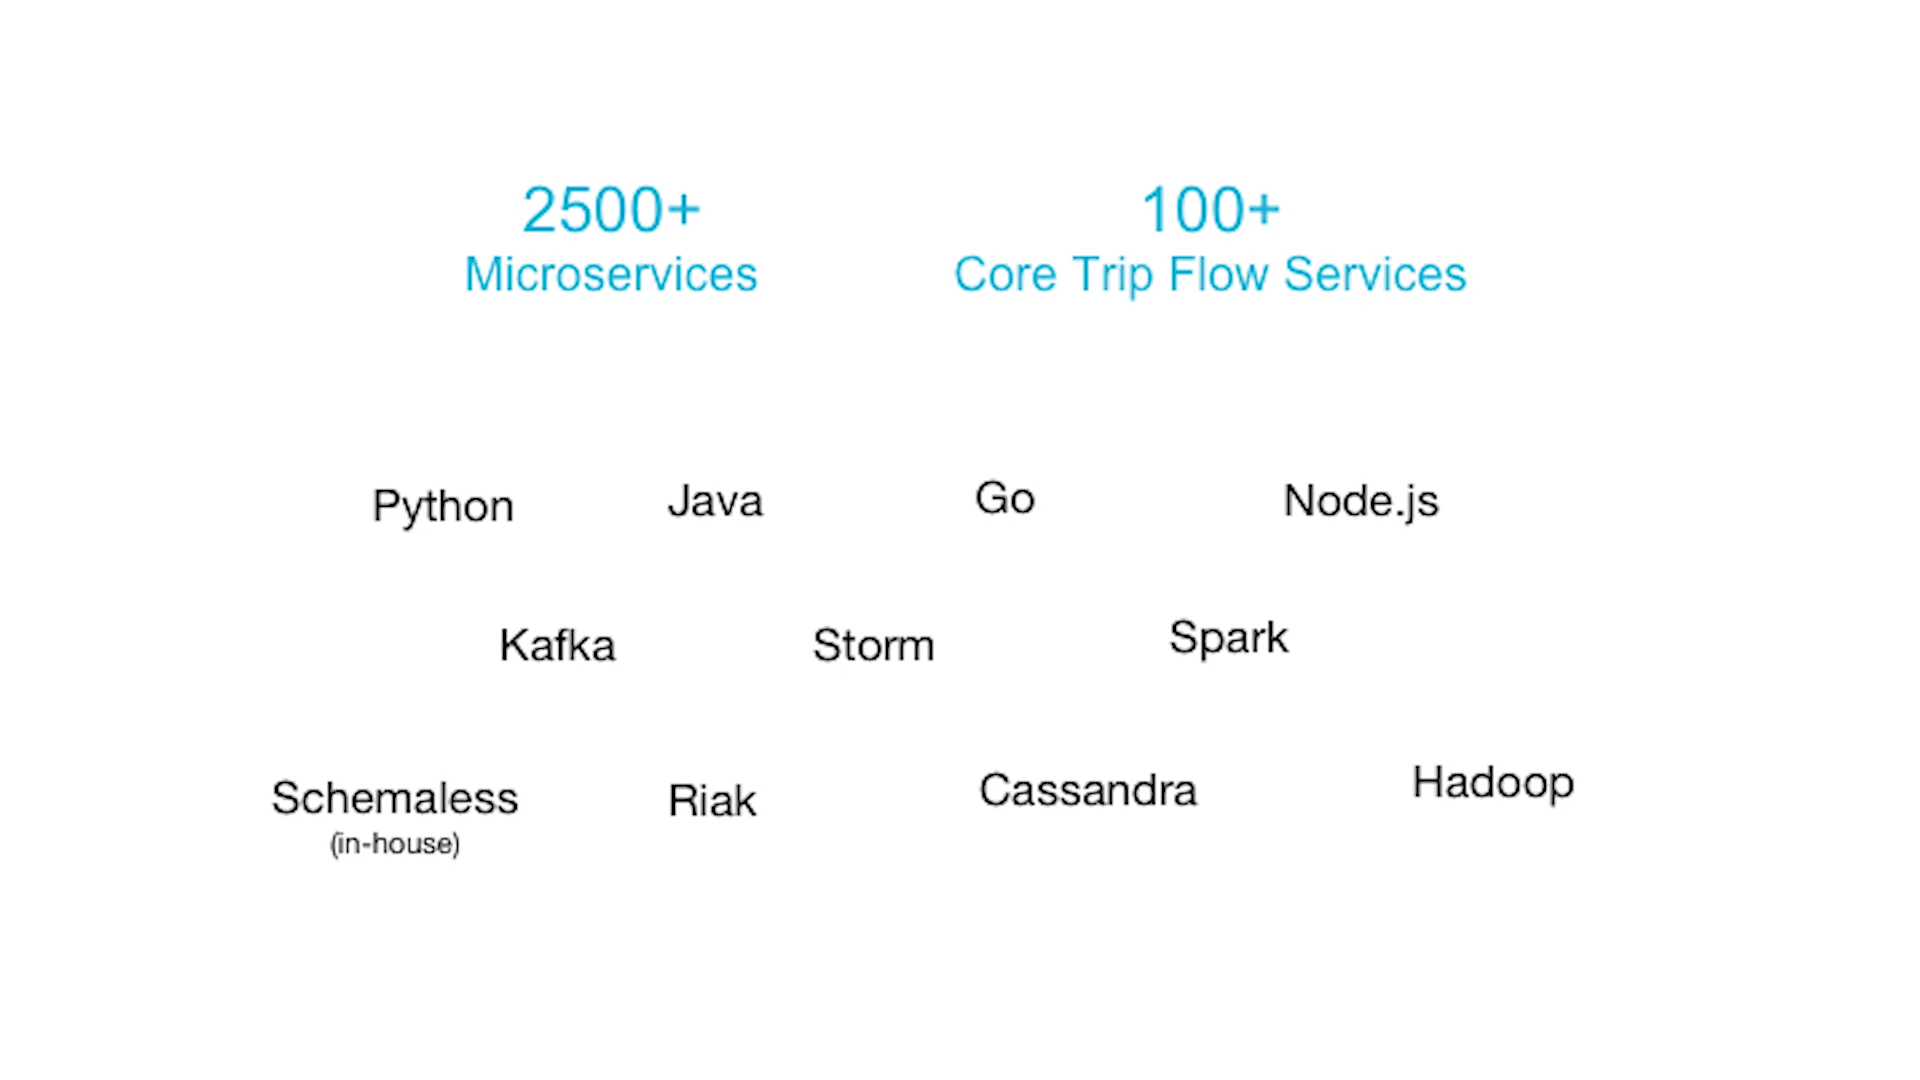 2500+
Microservices
100+
Core Trip Flow Services
Python Java Go Node.js
Kafka Storm Spark
Schemaless Riak Cassandra Hadoop
(in-house)